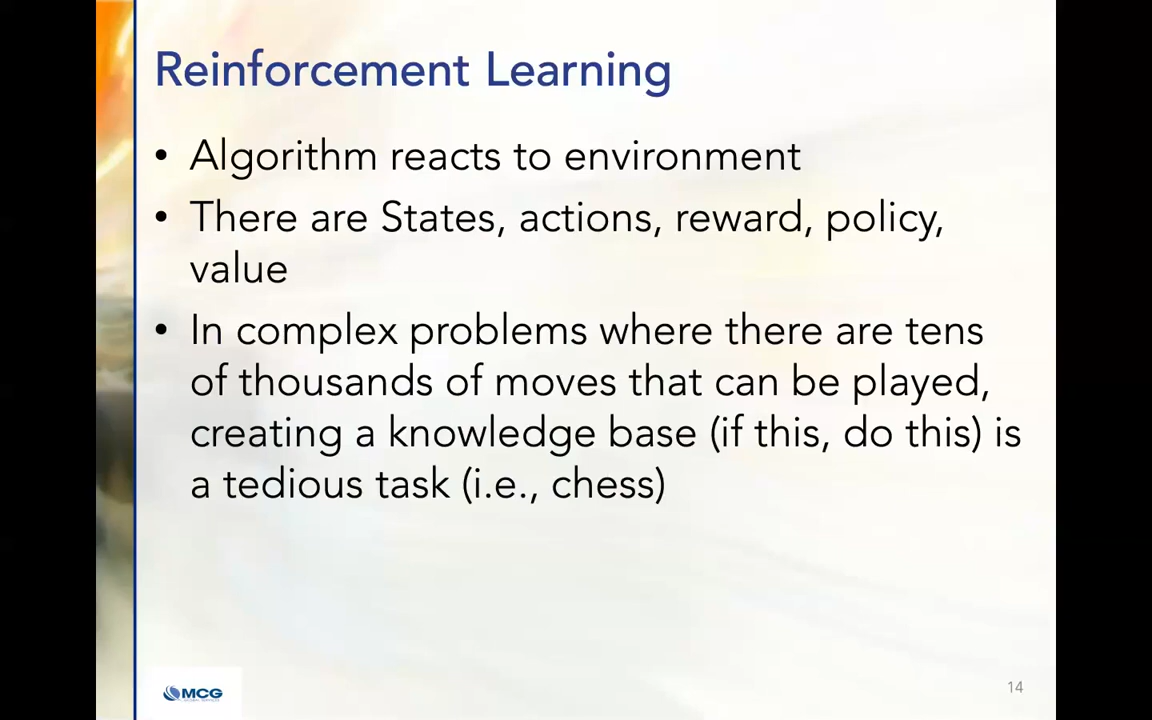 Reinforcement Learning
• Algorithm reacts to environment
• There are States, actions, reward, policy,
value
• In complex problems where there are tens
of thousands of moves that can be played,
creating a knowledge base (if this, do this) is
a tedious task (i.e., chess)
MCG
14